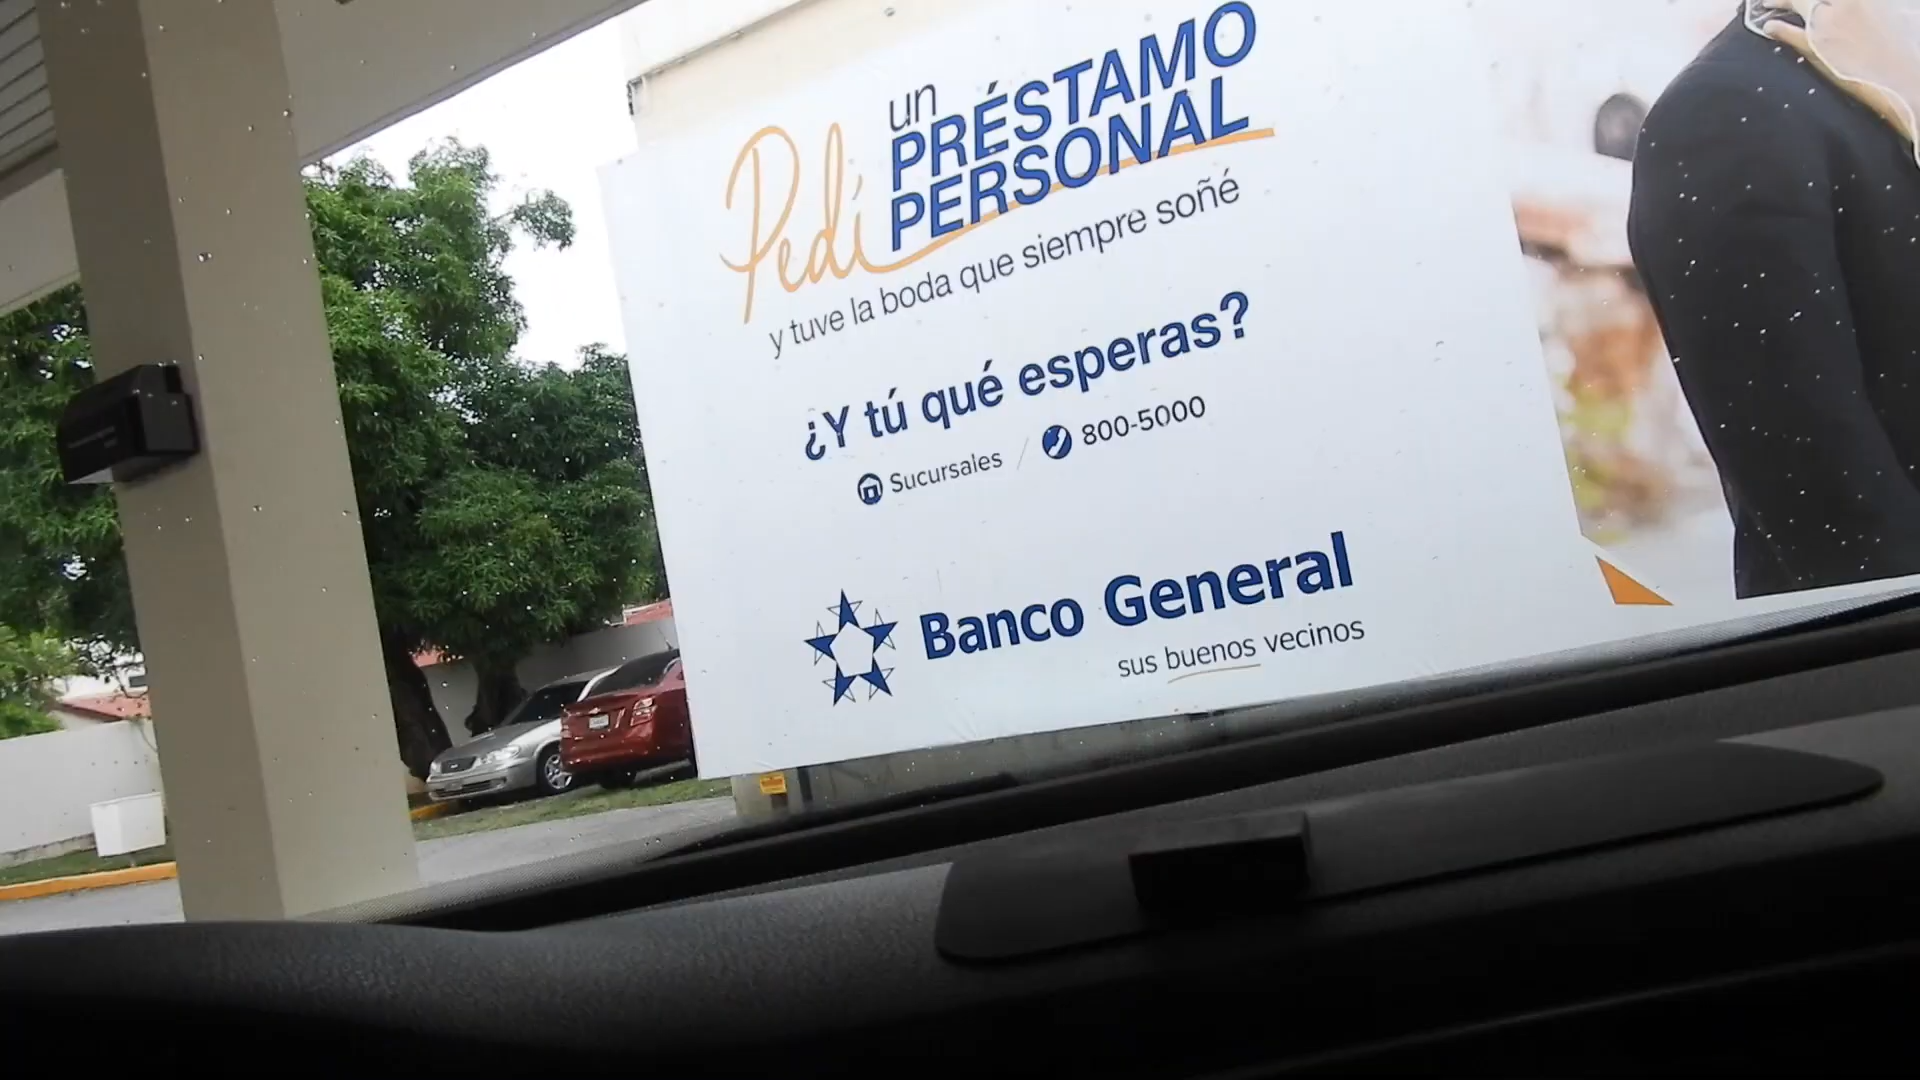 Pedí un
PRÉSTAMO
PERSONAL
y tuve la boda que siempre soñé
¿Y tú qué esperas?
Sucursales / 800-5000
Banco General
sus buenos vecinos